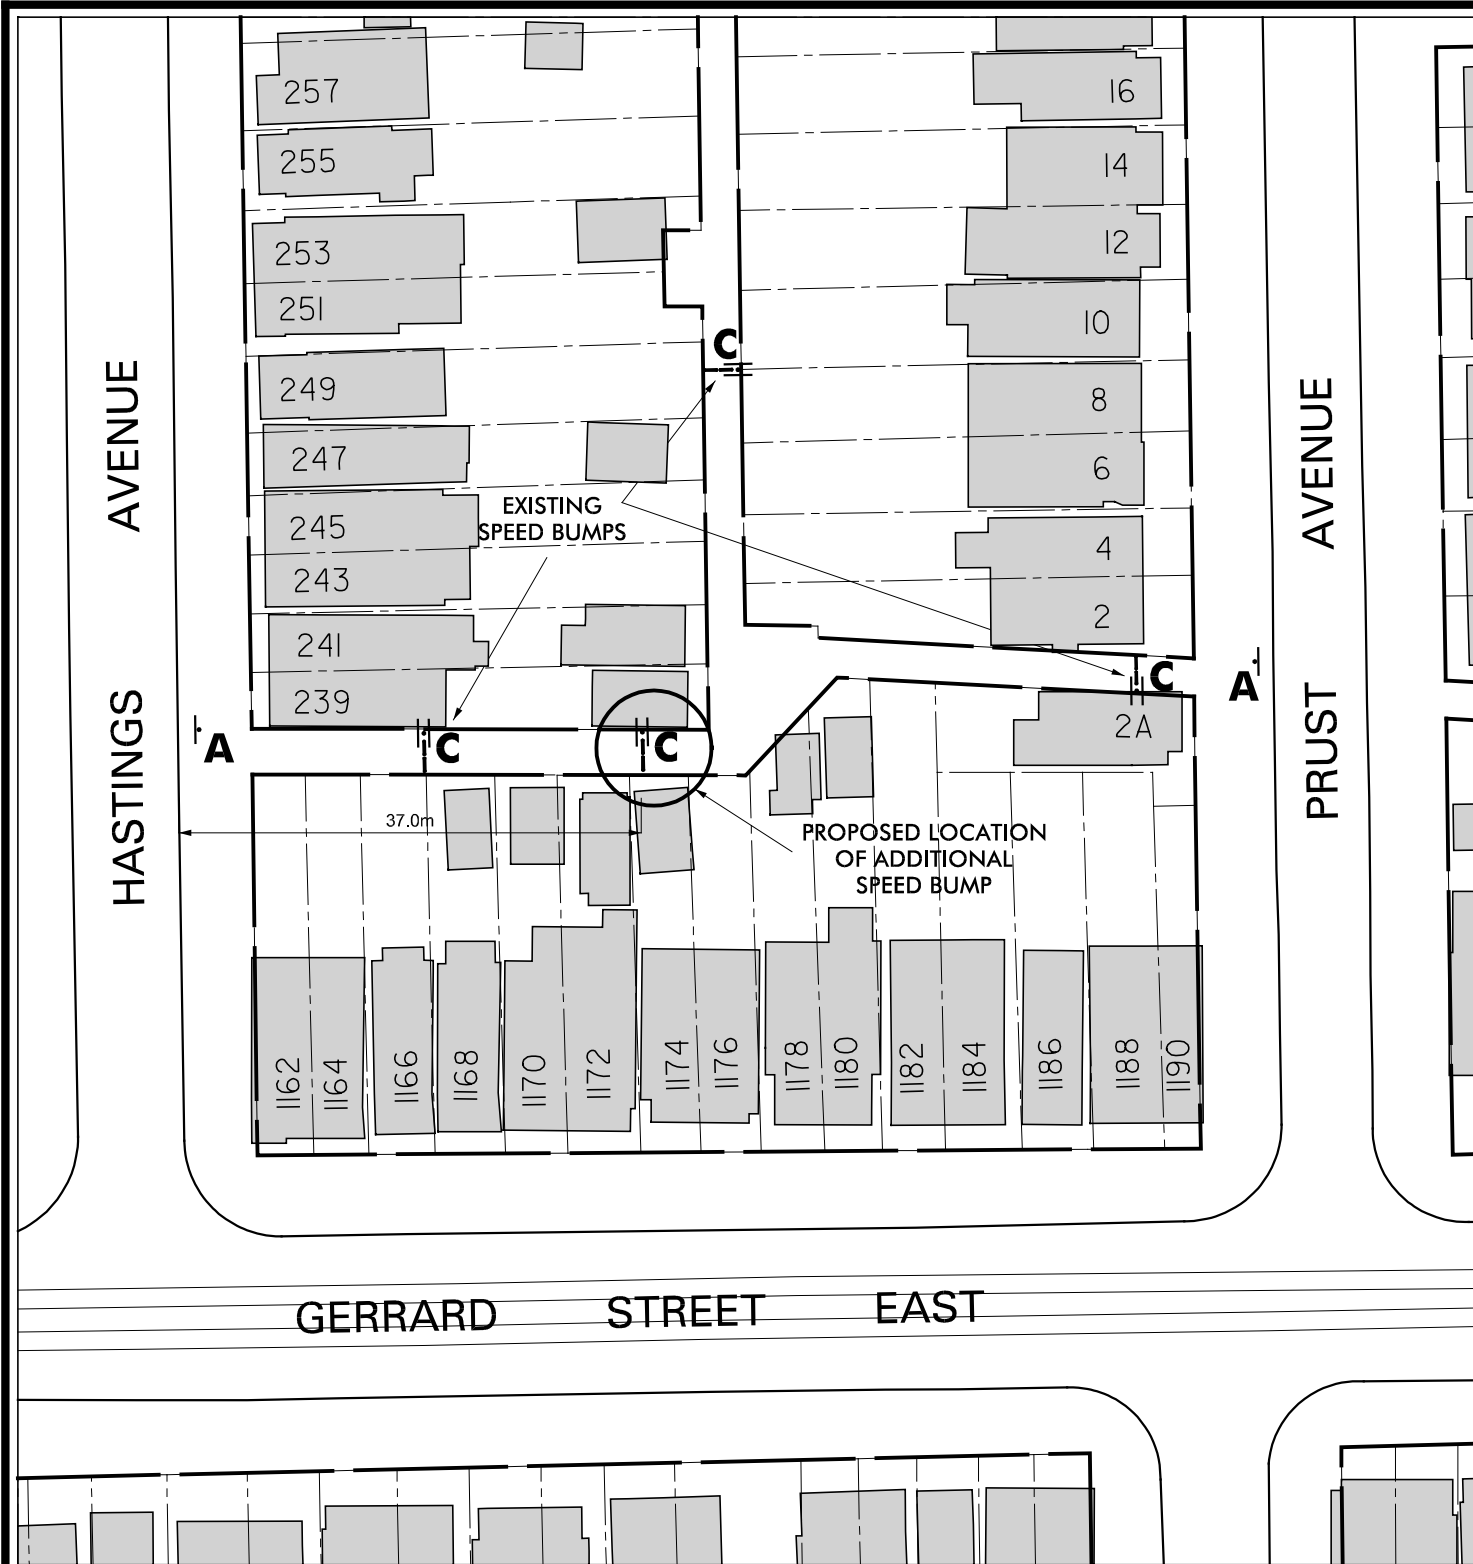 257
16
255
14
253
12
251
10
C
249
8
247
6
EXISTING
SPEED BUMPS
245
4
243
2
241
239
C
A
2A
A
C
C
37.0m
PROPOSED LOCATION
OF ADDITIONAL
SPEED BUMP
HASTINGS AVENUE
PRUST AVENUE
1162
1164
1166
1168
1170
1172
1174
1176
1178
1180
1182
1184
1186
1188
1190
GERRARD STREET EAST